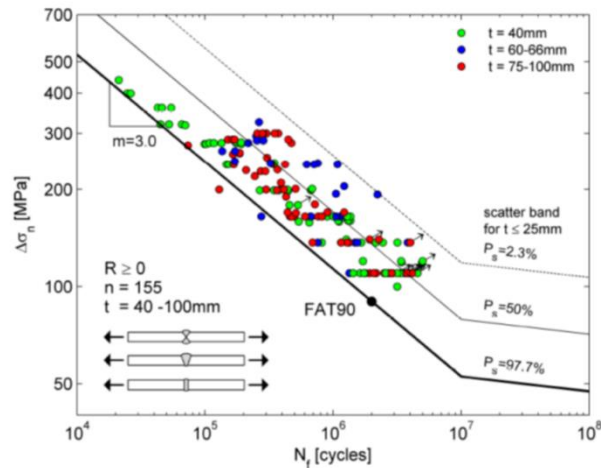 t = 40mm
t = 60-66mm
t = 75-100mm
500
400
300
200
100
50
Δσn [MPa]
m=3.0
scatter band
for t ≤ 25mm
Ps=2.3%
Ps=50%
Ps=97.7%
R ≥ 0
n = 155
t = 40 -100mm
FAT90
10^4
10^5
10^6
10^7
10^8
Nf [cycles]